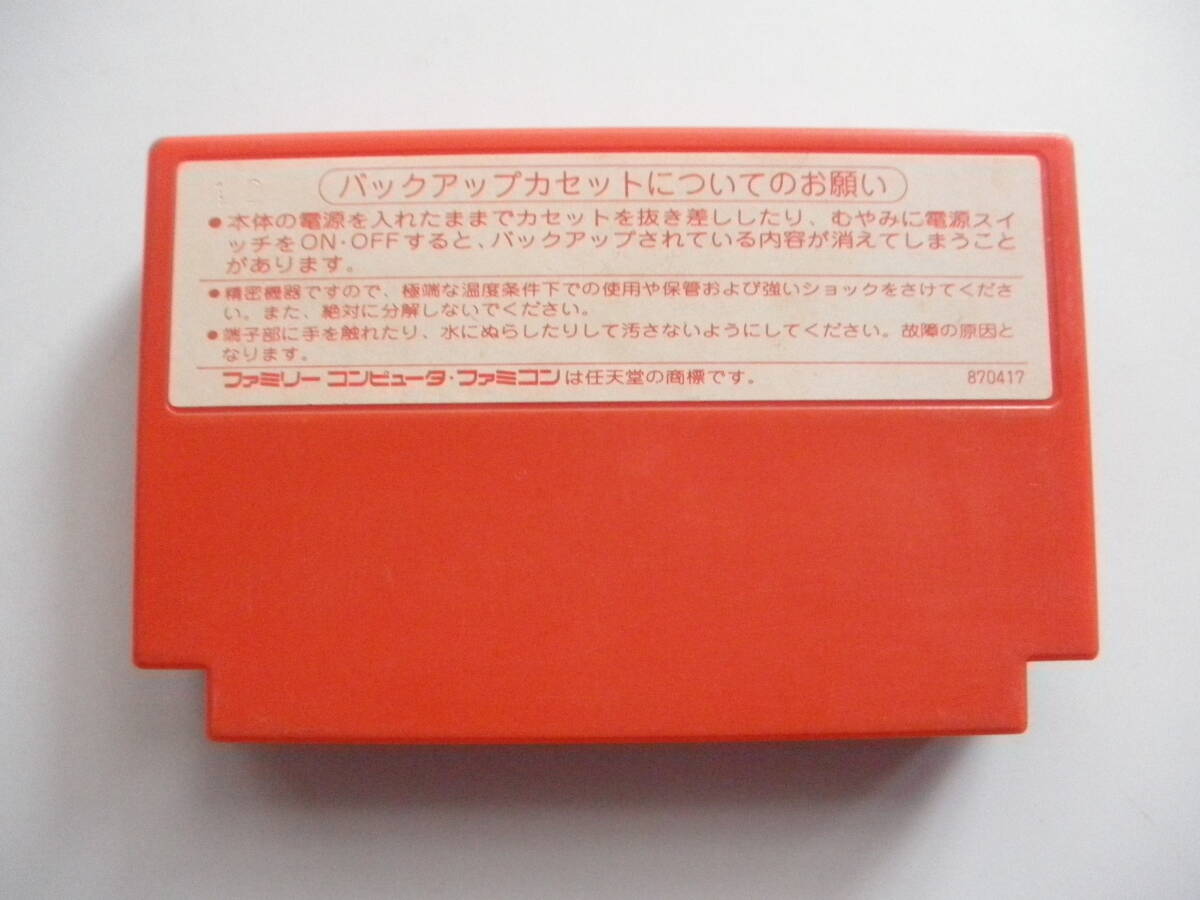 バックアップカセットについてのお願い
●本体の電源を入れたままでカセットを抜き差ししたり、むやみに電源スイ
ッチをON・OFFすると、バックアップされている内容が消えてしまうこと
があります。
●精密機器ですので、極端な温度条件下での使用や保管および強いショックをさけてくださ
い。また、絶対に分解しないでください。
●端子部に手を触れたり、水にぬらしたりして汚さないようにしてください。故障の原因と
なります。
ファミリーコンピュータ・ファミコンは任天堂の商標です。 870417